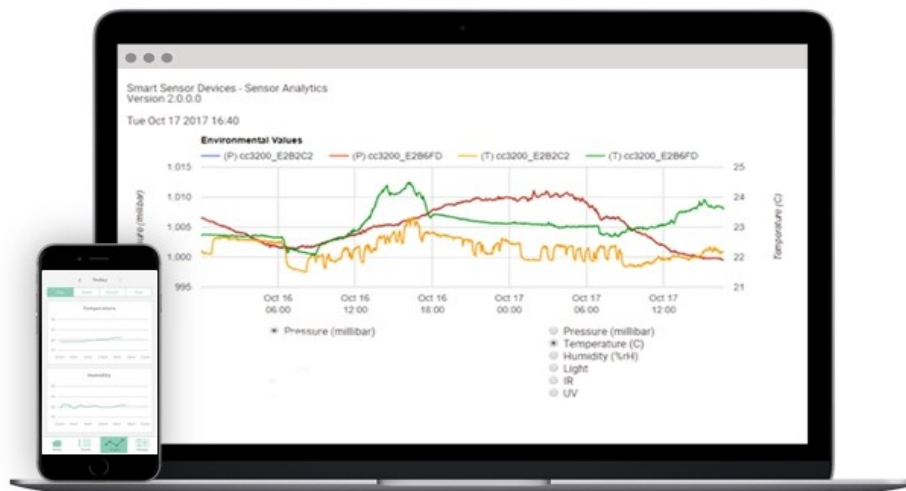 Smart Sensor Devices - Sensor Analytics
Version 2.0.0.0
Tue Oct 17 2017 16:40
Environmental Values
(P) cc3200_E2B2C2 (P) cc3200_E2B6FD (T) cc3200_E2B2C2 (T) cc3200_E2B6FD
1.015 25
1.010 24
1.005 23
1.000 22
995 21
(millibar)
Temperature (C)
Oct 16 Oct 16 Oct 16 Oct 17 Oct 17 Oct 17
06:00 12:00 18:00 00:00 06:00 12:00
Pressure (millibar)
Pressure (millibar)
Temperature (C)
Humidity (%rH)
Light
IR
UV
Today
Temperature
Humidity